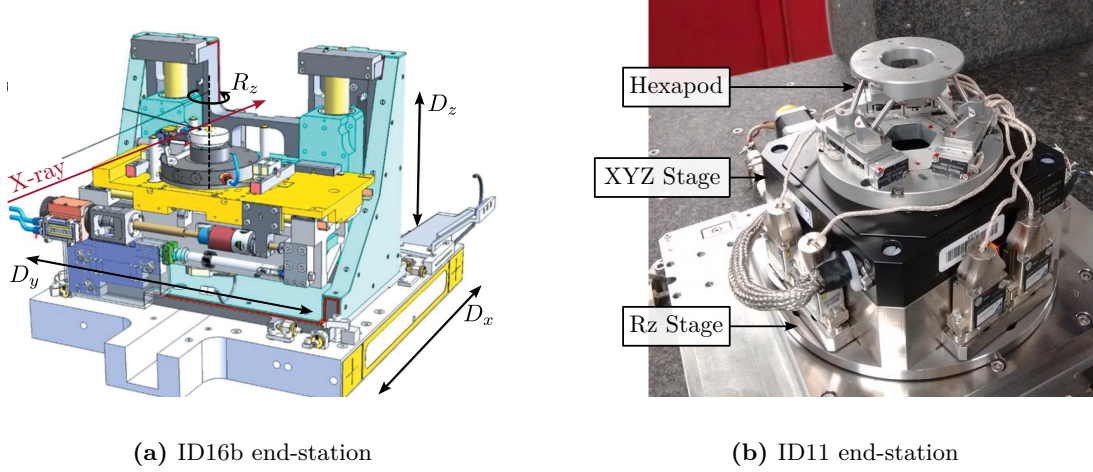 R_z
D_z
X-ray
D_y
D_x
Hexapod
XYZ Stage
Rz Stage
(a) ID16b end-station
(b) ID11 end-station